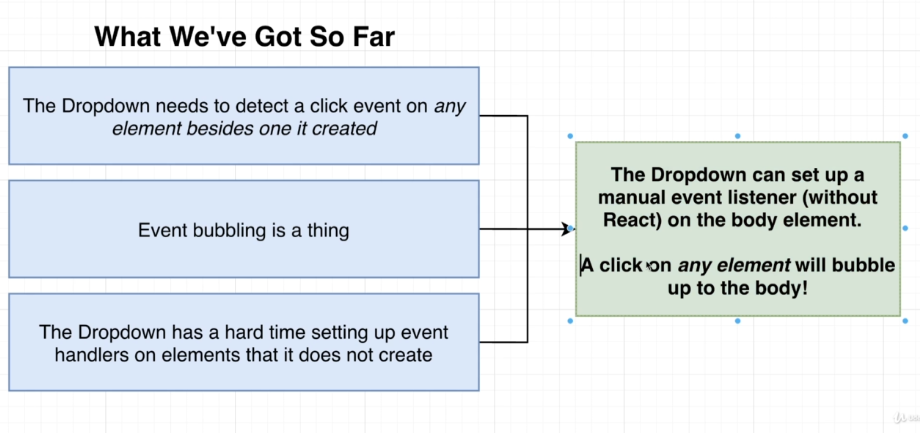 What We've Got So Far
The Dropdown needs to detect a click event on any
element besides one it created
Event bubbling is a thing
The Dropdown has a hard time setting up event
handlers on elements that it does not create
The Dropdown can set up a
manual event listener (without
React) on the body element.
A click on any element will bubble
up to the body!